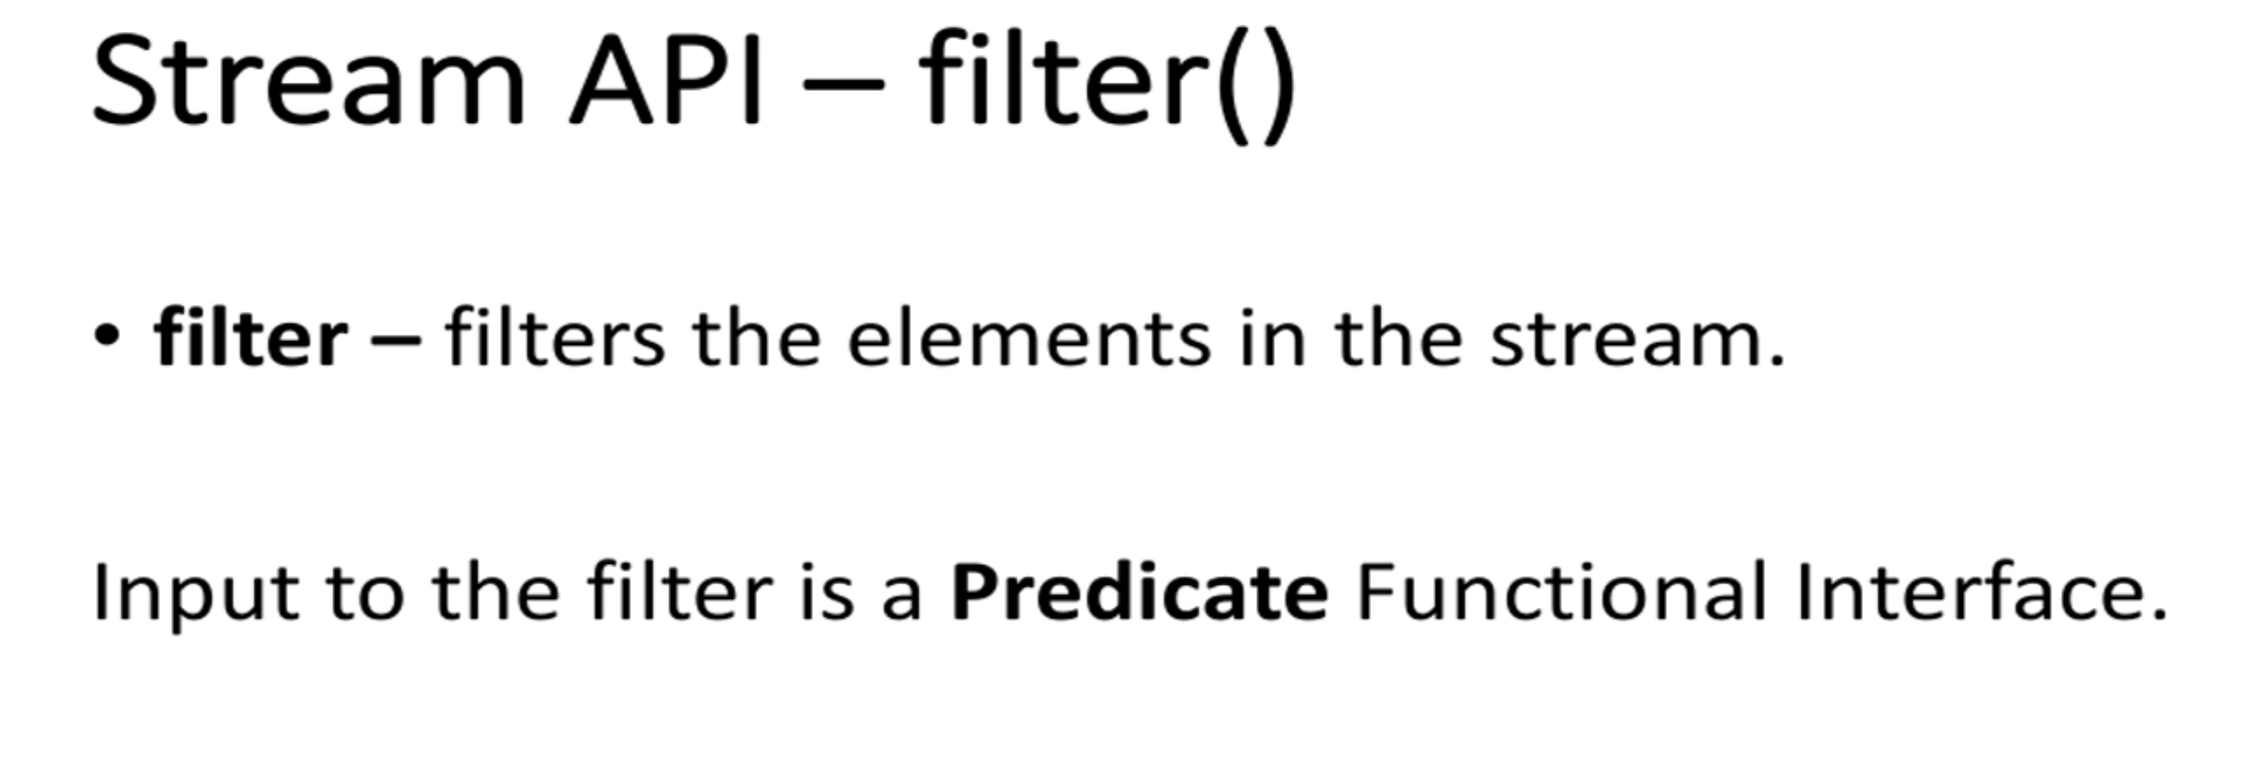 Stream API – filter()
• filter – filters the elements in the stream.
Input to the filter is a Predicate Functional Interface.